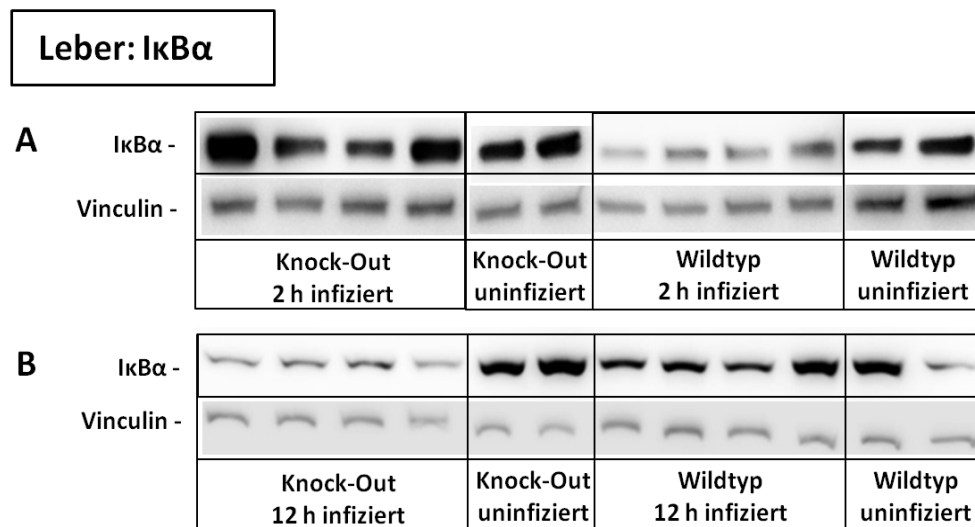 Leber: IκBα
A
IκBα -
Vinculin -
Knock-Out
2 h infiziert
Knock-Out
uninfiziert
Wildtyp
2 h infiziert
Wildtyp
uninfiziert
B
IκBα -
Vinculin -
Knock-Out
12 h infiziert
Knock-Out
uninfiziert
Wildtyp
12 h infiziert
Wildtyp
uninfiziert